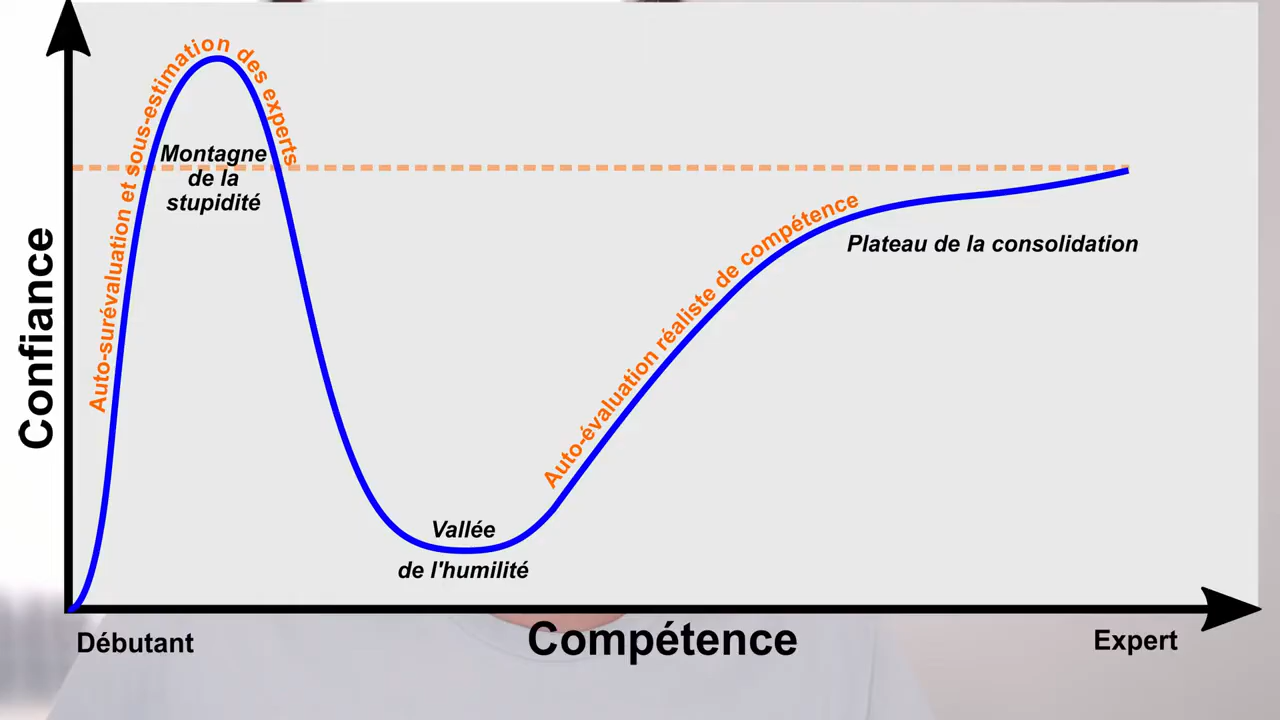 Auto-surévaluation et sous-estimation des experts
Montagne
de la
stupidité
Auto-évaluation réaliste de compétence
Plateau de la consolidation
Confiance
Vallée
de l'humilité
Débutant
Compétence
Expert